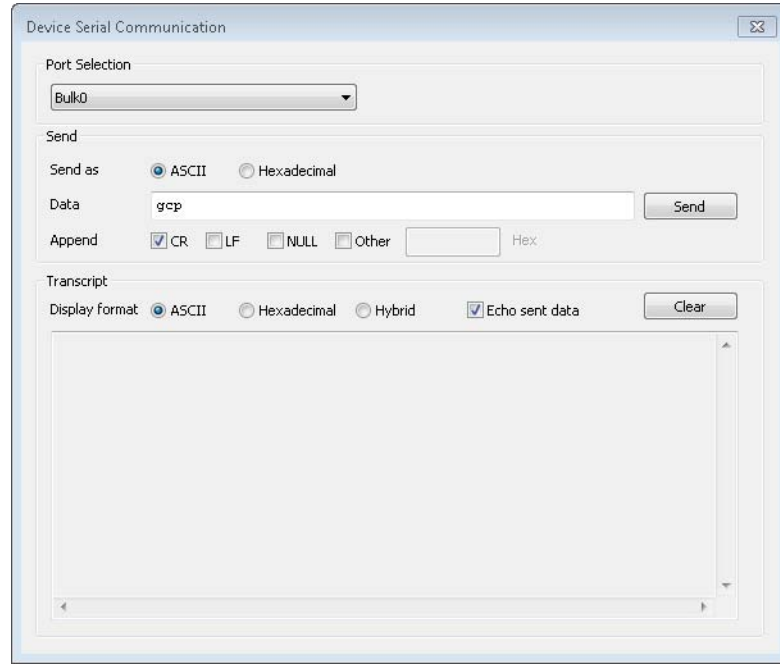 Device Serial Communication
Port Selection
Bulk0
Send
Send as ASCII Hexadecimal
Data gcp Send
Append CR LF NULL Other Hex
Transcript
Display format ASCII Hexadecimal Hybrid Echo sent data Clear